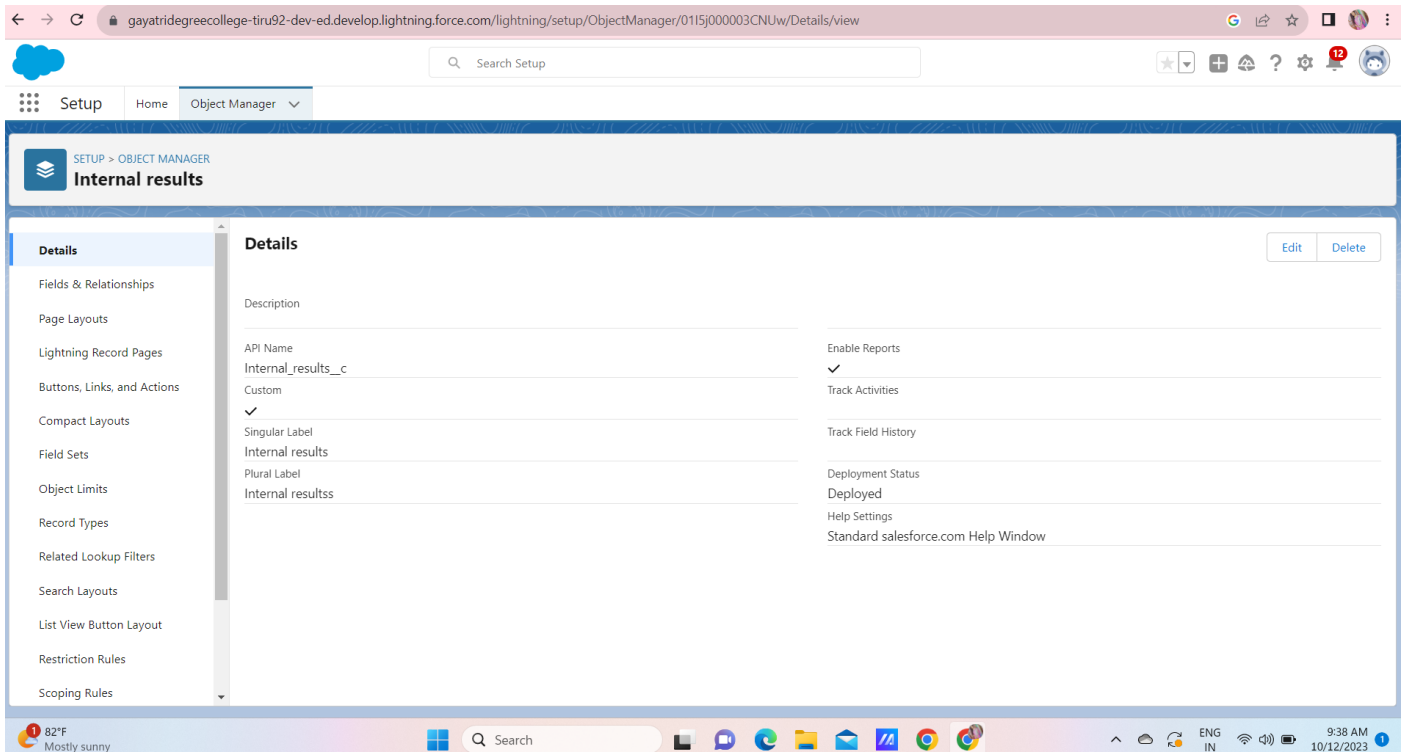 gayatridegreecollege-tiru92-dev-ed.develop.lightning.force.com/lightning/setup/ObjectManager/01I5j000003CNUw/Details/view
Search Setup
12
Setup Home Object Manager
SETUP > OBJECT MANAGER
Internal results
Details
Fields & Relationships
Page Layouts
Lightning Record Pages
Buttons, Links, and Actions
Compact Layouts
Field Sets
Object Limits
Record Types
Related Lookup Filters
Search Layouts
List View Button Layout
Restriction Rules
Scoping Rules
Details
Edit Delete
Description
API Name
Internal_results__c
Custom
Singular Label
Internal results
Plural Label
Internal resultss
Enable Reports
Track Activities
Track Field History
Deployment Status
Deployed
Help Settings
Standard salesforce.com Help Window
1
82°F
Mostly sunny
Search
ENG
IN
9:38 AM
10/12/2023
1